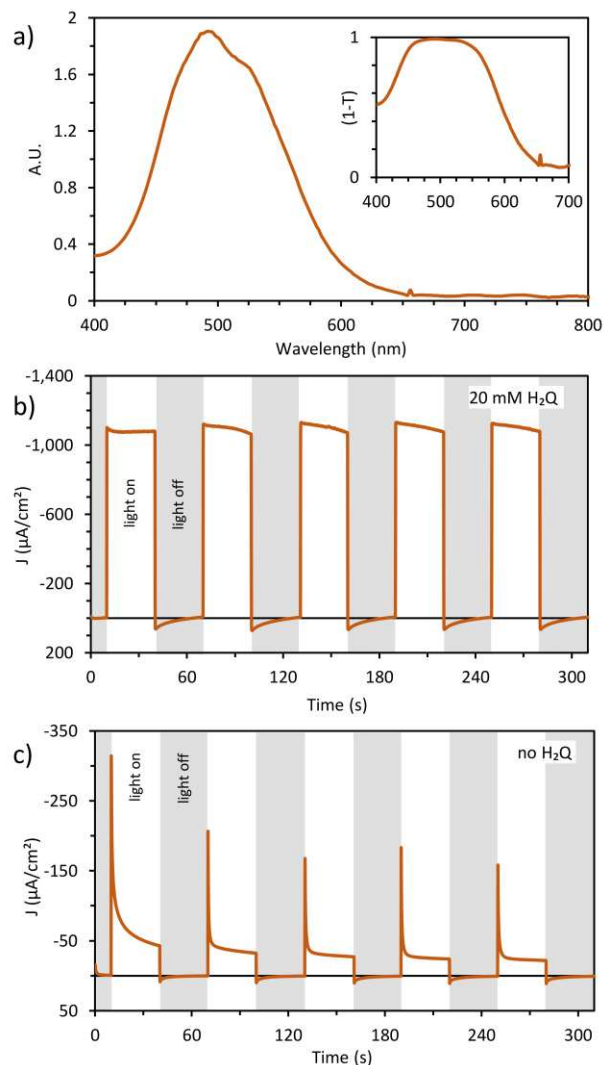 a)
2
1.6
1.2
0.8
0.4
0
A.U.
400 500 600 700 800
Wavelength (nm)
1
0
(1-T)
400 500 600 700
b)
20 mM H₂Q
-1,400
-1,000
-600
-200
200
J (µA/cm²)
light on
light off
0 60 120 180 240 300
Time (s)
c)
no H₂Q
-350
-250
-150
-50
50
J (µA/cm²)
light on
light off
0 60 120 180 240 300
Time (s)